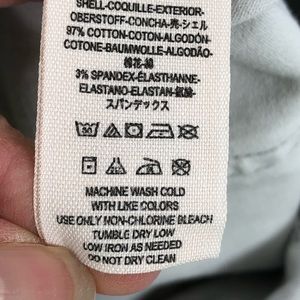 SHELL-COQUILLE-EXTERIOR-
OBERSTOFF-CONCHA-売-シェル
97% COTTON-COTON-ALGODÓN
COTONE-BAUMWOLLE-ALGODÃO
棉花-綿
3% SPANDEX-ÉLASTHANNE-
ELASTANO-ELASTAN-氨纶-
スパンデックス
MACHINE WASH COLD
WITH LIKE COLORS
USE ONLY NON-CHLORINE BLEACH
TUMBLE DRY LOW
LOW IRON AS NEEDED
DO NOT DRY CLEAN